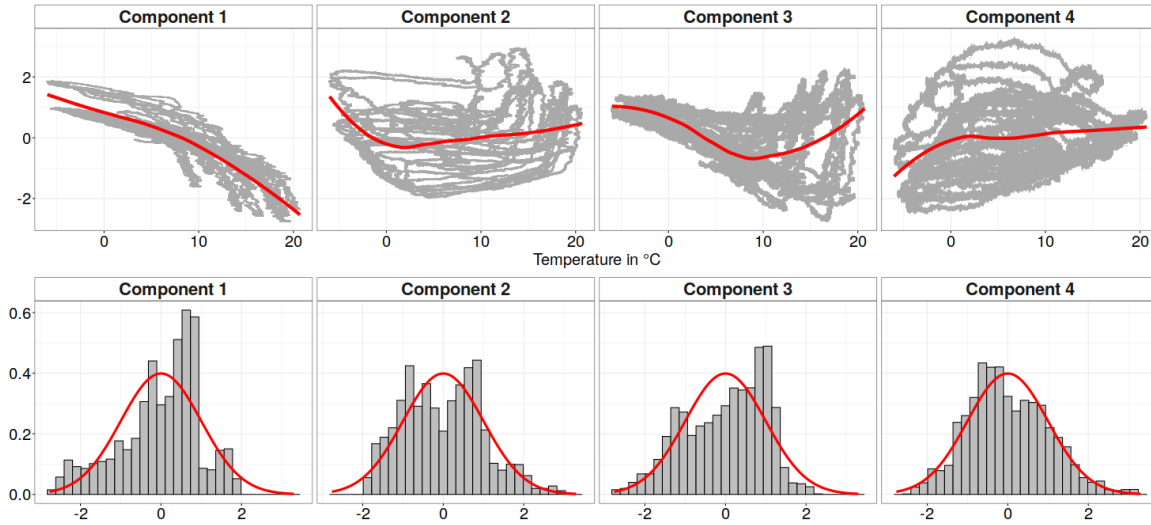 Component 1 Component 2 Component 3 Component 4
2
0
-2
0 10 20 0 10 20 0 10 20 0 10 20
Temperature in °C
Component 1 Component 2 Component 3 Component 4
0.6
0.4
0.2
0.0
-2 0 2 -2 0 2 -2 0 2 -2 0 2